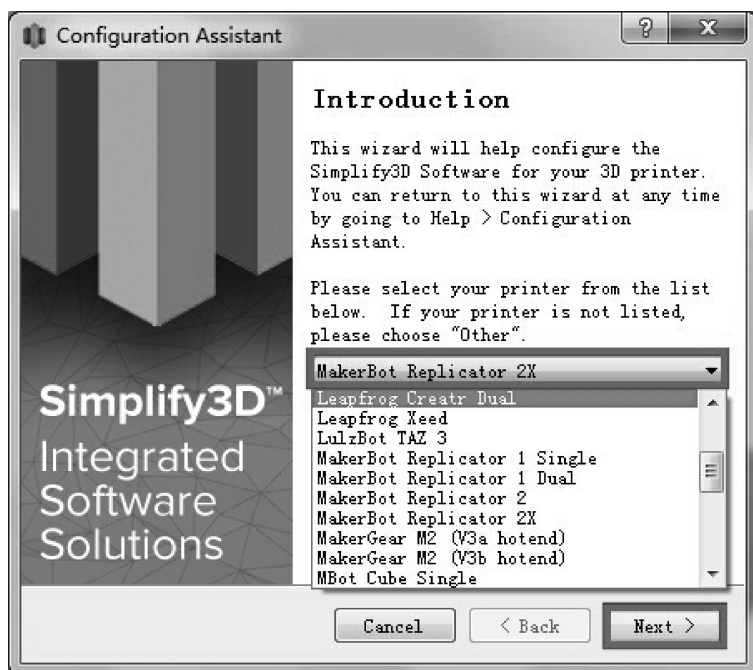 Configuration Assistant
Introduction
This wizard will help configure the
Simplify3D Software for your 3D printer.
You can return to this wizard at any time
by going to Help > Configuration
Assistant.
Please select your printer from the list
below. If your printer is not listed,
please choose "Other".
MakerBot Replicator 2X
Leapfrog Creatr Dual
Leapfrog Xeed
LulzBot TAZ 3
MakerBot Replicator 1 Single
MakerBot Replicator 1 Dual
MakerBot Replicator 2
MakerBot Replicator 2X
MakerGear M2 (V3a hotend)
MakerGear M2 (V3b hotend)
MBot Cube Single
Simplify3D™
Integrated
Software
Solutions
Cancel < Back Next >